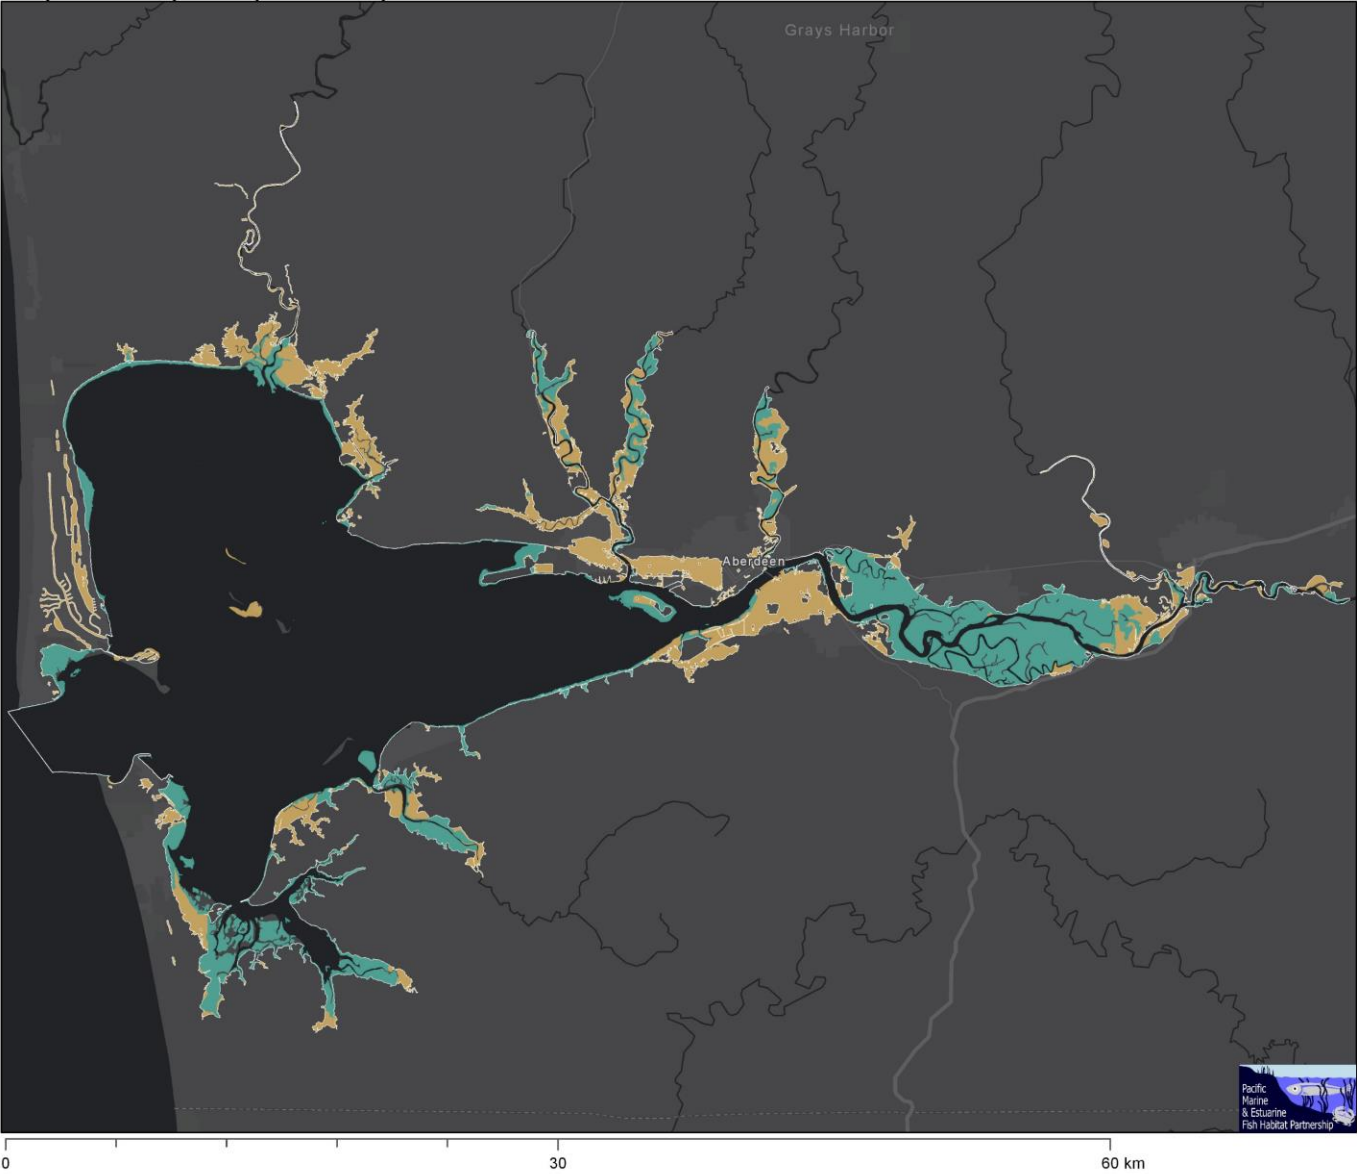 Grays Harbor
Aberdeen
Pacific
Marine
& Estuarine
Fish Habitat Partnership
0 30 60 km